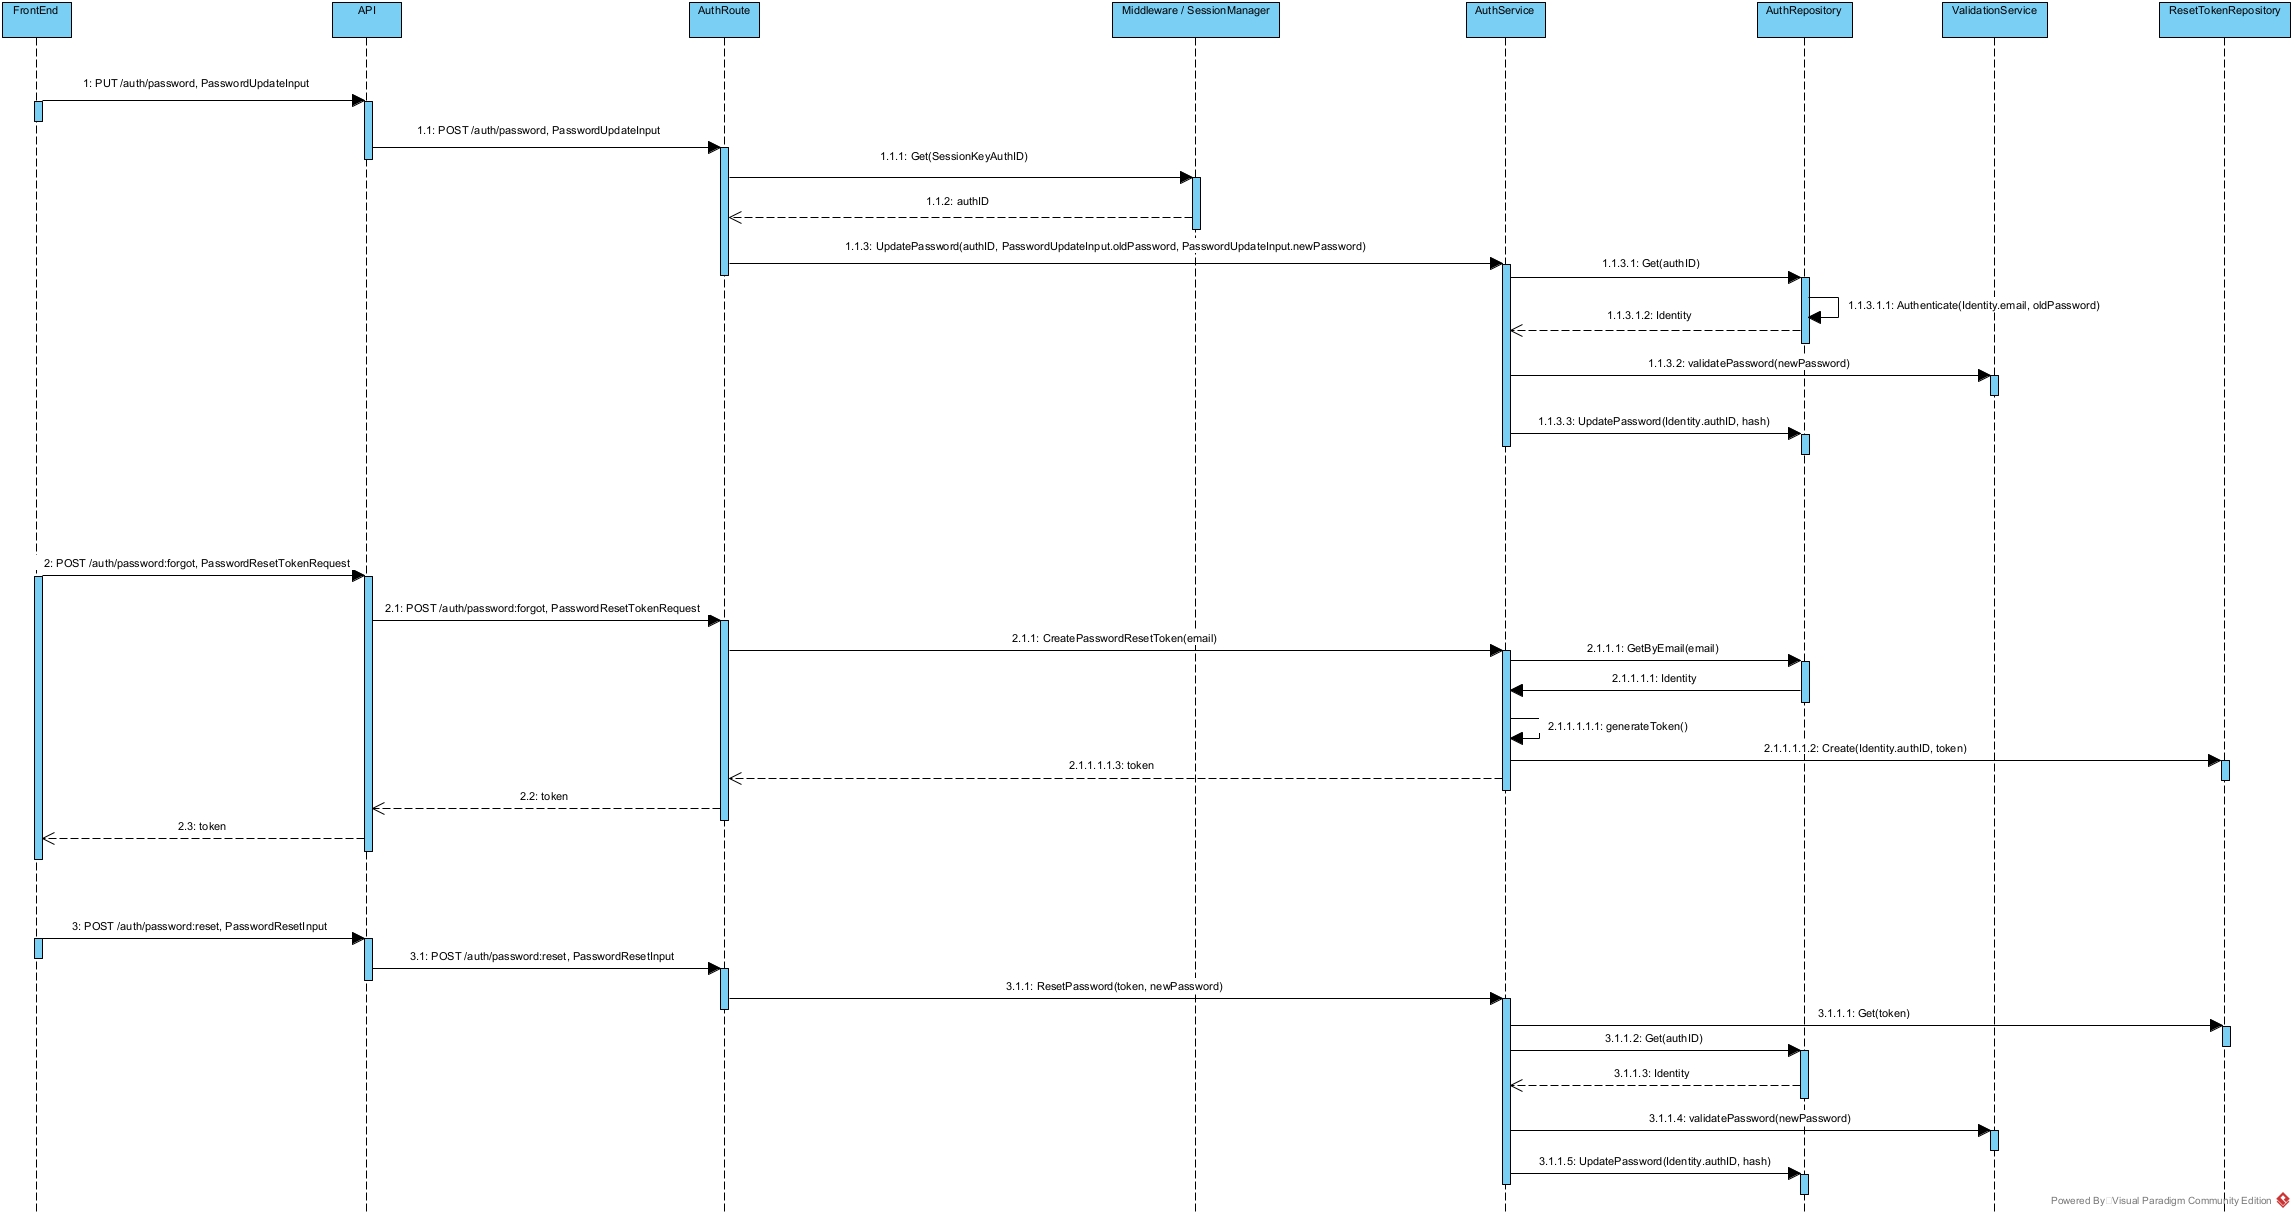 FrontEnd
API
AuthRoute
Middleware / SessionManager
AuthService
AuthRepository
ValidationService
ResetTokenRepository
1: PUT /auth/password, PasswordUpdateInput
1.1: POST /auth/password, PasswordUpdateInput
1.1.1: Get(SessionKeyAuthID)
1.1.2: authID
1.1.3: UpdatePassword(authID, PasswordUpdateInput.oldPassword, PasswordUpdateInput.newPassword)
1.1.3.1: Get(authID)
1.1.3.1.1: Authenticate(Identity.email, oldPassword)
1.1.3.1.2: Identity
1.1.3.2: validatePassword(newPassword)
1.1.3.3: UpdatePassword(Identity.authID, hash)
2: POST /auth/password:forgot, PasswordResetTokenRequest
2.1: POST /auth/password:forgot, PasswordResetTokenRequest
2.1.1: CreatePasswordResetToken(email)
2.1.1.1: GetByEmail(email)
2.1.1.1.1: Identity
2.1.1.1.1.1: generateToken()
2.1.1.1.1.2: Create(Identity.authID, token)
2.1.1.1.1.3: token
2.2: token
2.3: token
3: POST /auth/password:reset, PasswordResetInput
3.1: POST /auth/password:reset, PasswordResetInput
3.1.1: ResetPassword(token, newPassword)
3.1.1.1: Get(token)
3.1.1.2: Get(authID)
3.1.1.3: Identity
3.1.1.4: validatePassword(newPassword)
3.1.1.5: UpdatePassword(Identity.authID, hash)
Powered By Visual Paradigm Community Edition